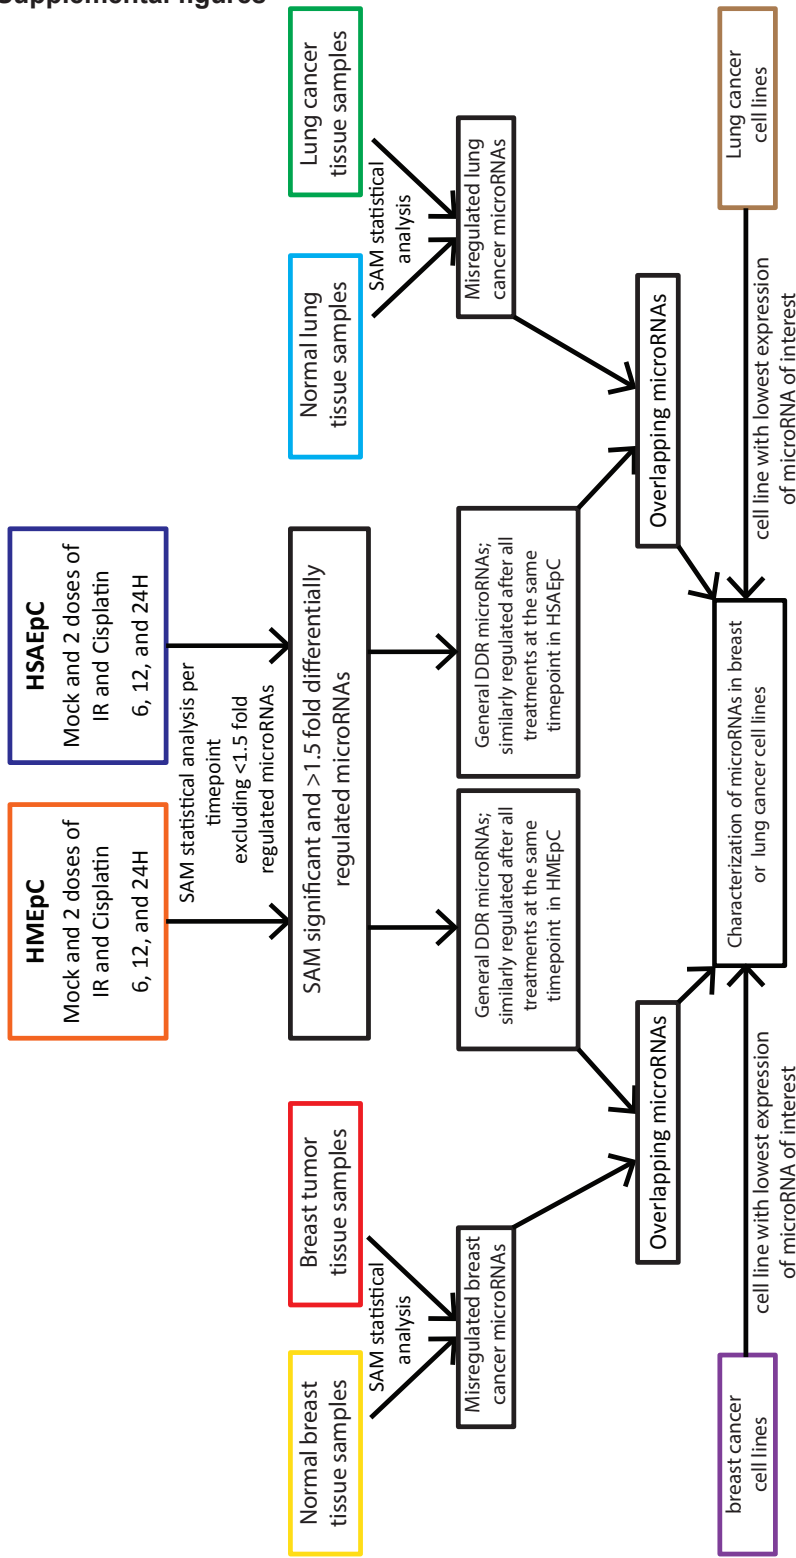 Supplemental figures
HMEpC
Mock and 2 doses of
IR and Cisplatin
6, 12, and 24H
HSAEpC
Mock and 2 doses of
IR and Cisplatin
6, 12, and 24H
SAM statistical analysis per
timepoint
excluding <1.5 fold
regulated microRNAs
Normal breast
tissue samples
Breast tumor
tissue samples
SAM significant and >1.5 fold differentially
regulated microRNAs
Normal lung
tissue samples
Lung cancer
tissue samples
SAM statistical
analysis
SAM statistical
analysis
Misregulated breast
cancer microRNAs
General DDR microRNAs;
similarly regulated after all
treatments at the same
timepoint in HMEpC
General DDR microRNAs;
similarly regulated after all
treatments at the same
timepoint in HSAEpC
Misregulated lung
cancer microRNAs
Overlapping microRNAs
Overlapping microRNAs
breast cancer
cell lines
cell line with lowest expression
of microRNA of interest
Characterization of microRNAs in breast
or lung cancer cell lines
cell line with lowest expression
of microRNA of interest
Lung cancer
cell lines